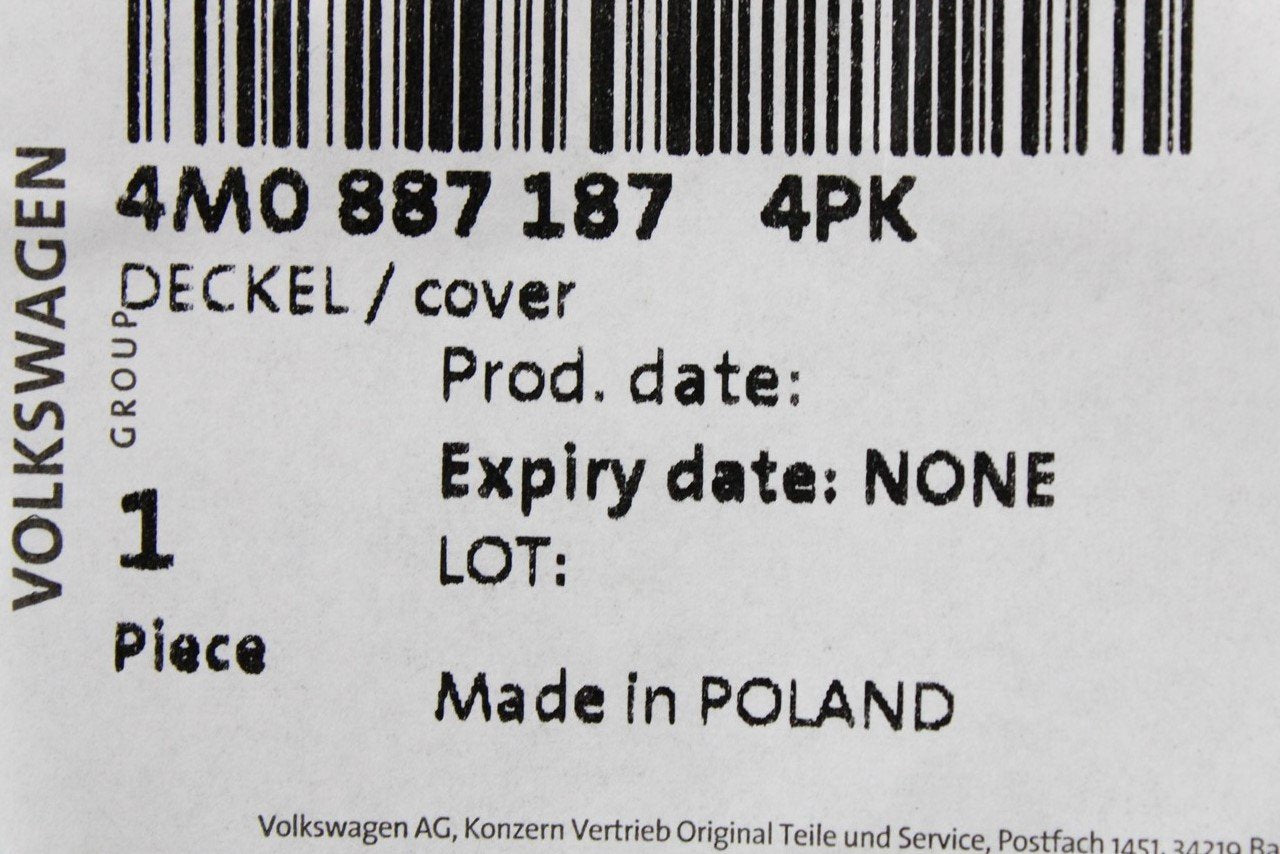 4M0 887 187 4PK
DECKEL / cover
Prod. date:
Expiry date: NONE
LOT:
1
Piece
Made in POLAND
VOLKSWAGEN
GROUP
Volkswagen AG, Konzern Vertrieb Original Teile und Service, Postfach 1451, 34219 Ba